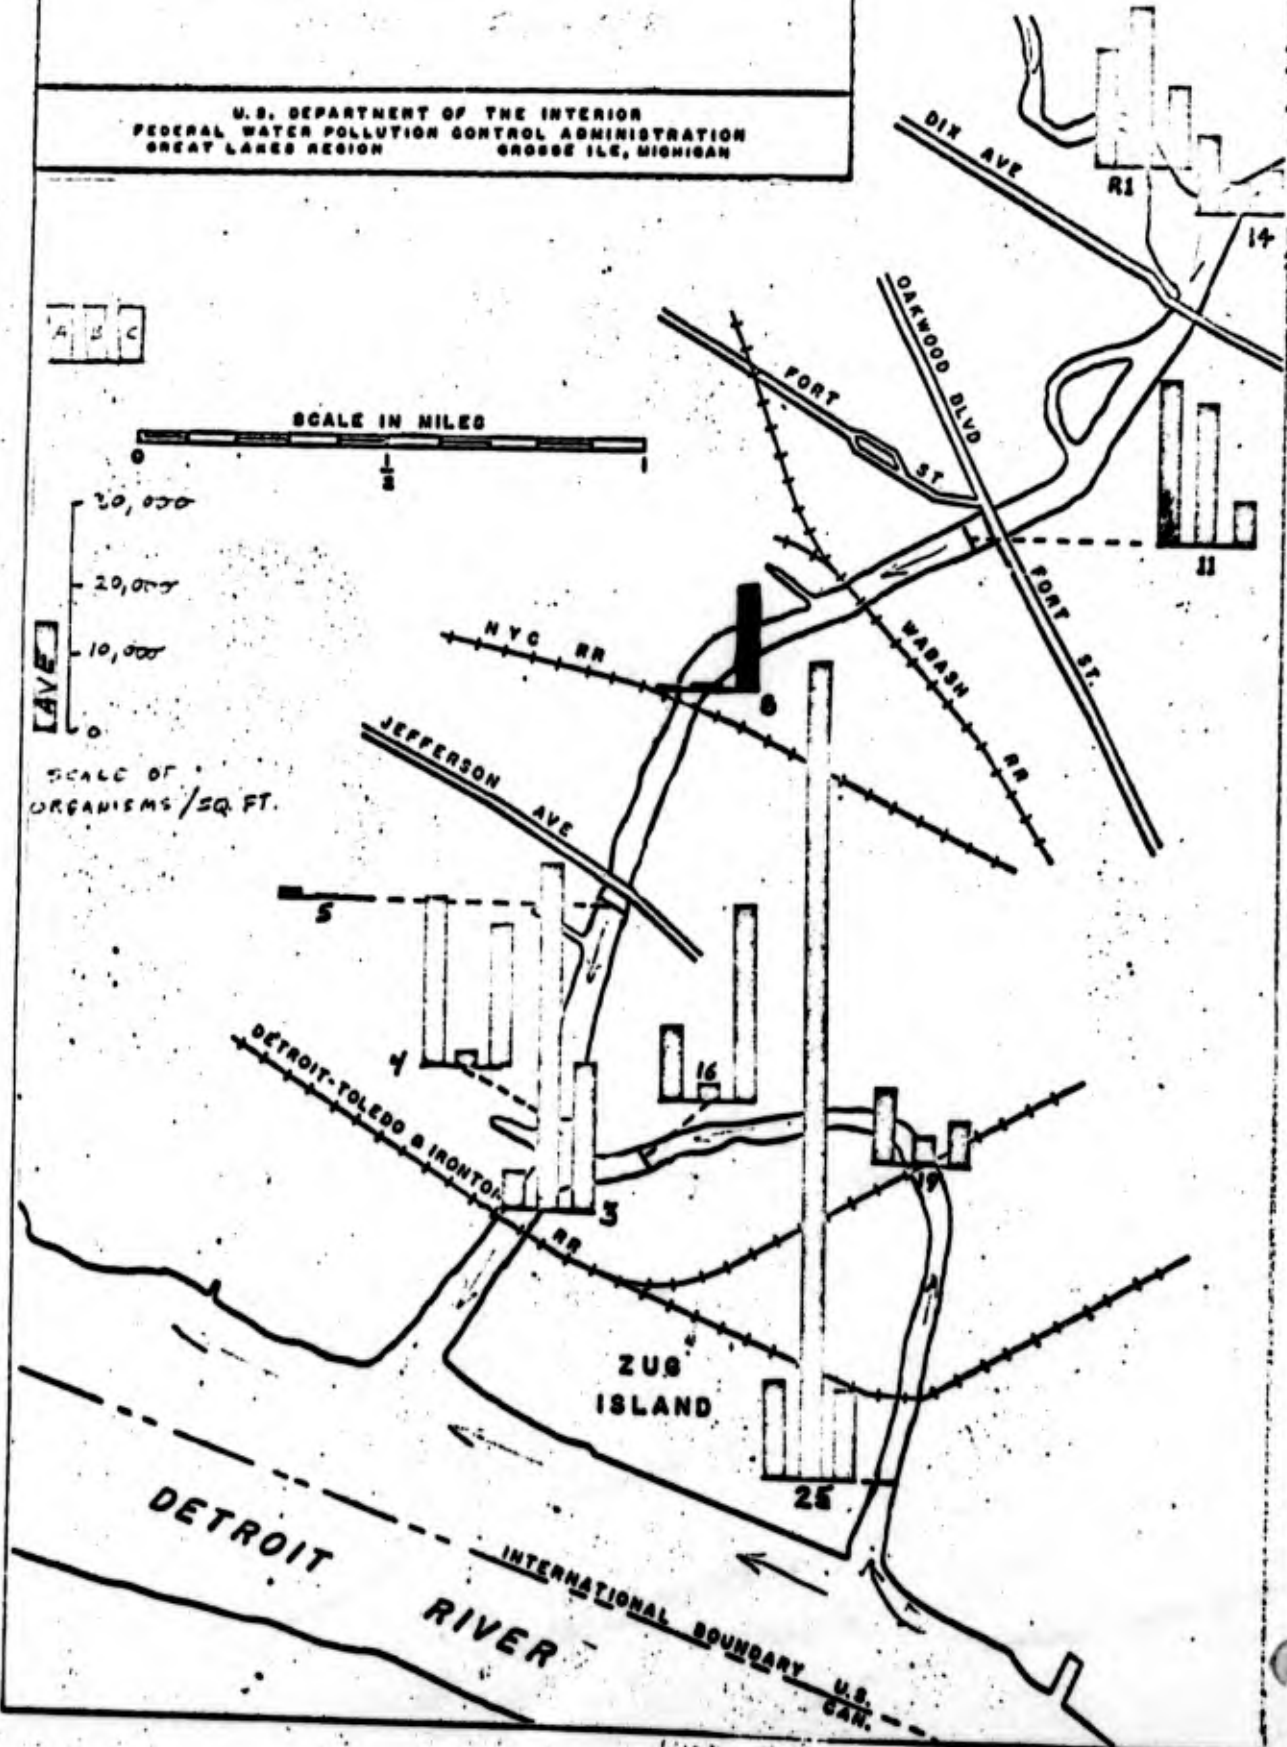 U.S. DEPARTMENT OF THE INTERIOR
FEDERAL WATER POLLUTION CONTROL ADMINISTRATION
GREAT LAKES REGION GROSSE ILE, MICHIGAN
DIX AVE
R1
14
A B C
OAKWOOD BLVD
FORT ST
SCALE IN MILES
0 1/2 1
11
FORT ST.
20,000
10,000
0
AVE
SCALE OF
ORGANISMS/SQ. FT.
NYC RR
WABASH RR
8
JEFFERSON AVE
5
4
16
DETROIT-TOLEDO & IRONTON RR
3
19
ZUG
ISLAND
25
DETROIT
RIVER
INTERNATIONAL BOUNDARY U.S.
CAN.